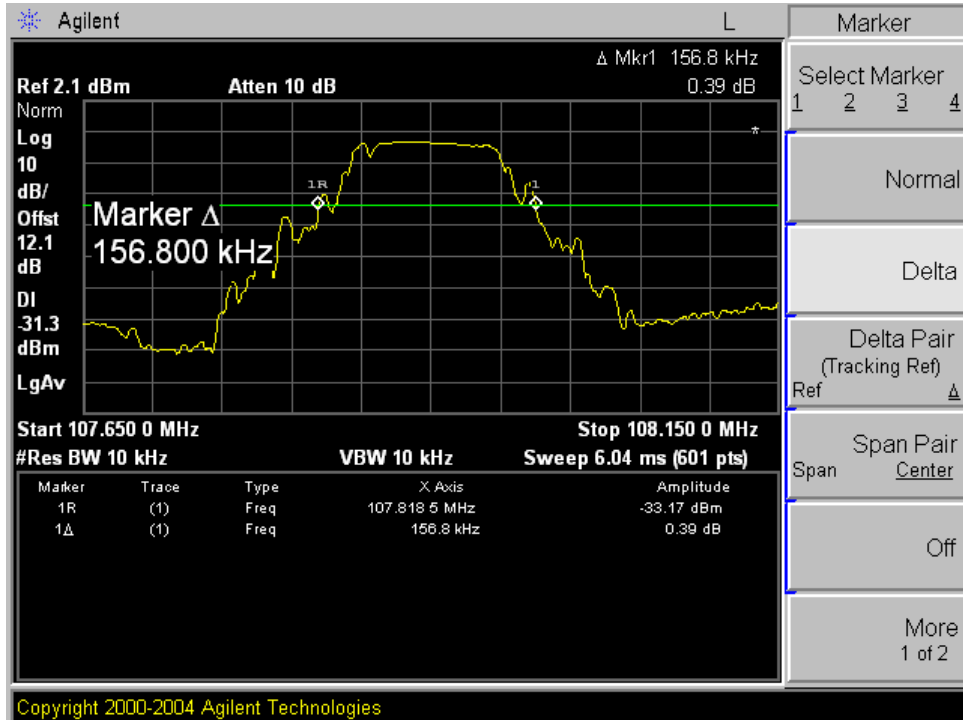 Agilent
L
Marker
Δ Mkr1 156.8 kHz
Ref 2.1 dBm
Atten 10 dB
0.39 dB
Norm
Log
10
dB/
Offset
12.1
dB
DI
-31.3
dBm
LgAv
*
1R
1
Marker Δ
156.800 kHz
Start 107.650 0 MHz
Stop 108.150 0 MHz
#Res BW 10 kHz
VBW 10 kHz
Sweep 6.04 ms (601 pts)
Marker Trace Type X Axis Amplitude
1R (1) Freq 107.818 5 MHz -33.17 dBm
1Δ (1) Freq 156.8 kHz 0.39 dB
Select Marker
1 2 3 4
Normal
Delta
Delta Pair
(Tracking Ref)
Ref Δ
Span Pair
Span Center
Off
More
1 of 2
Copyright 2000-2004 Agilent Technologies